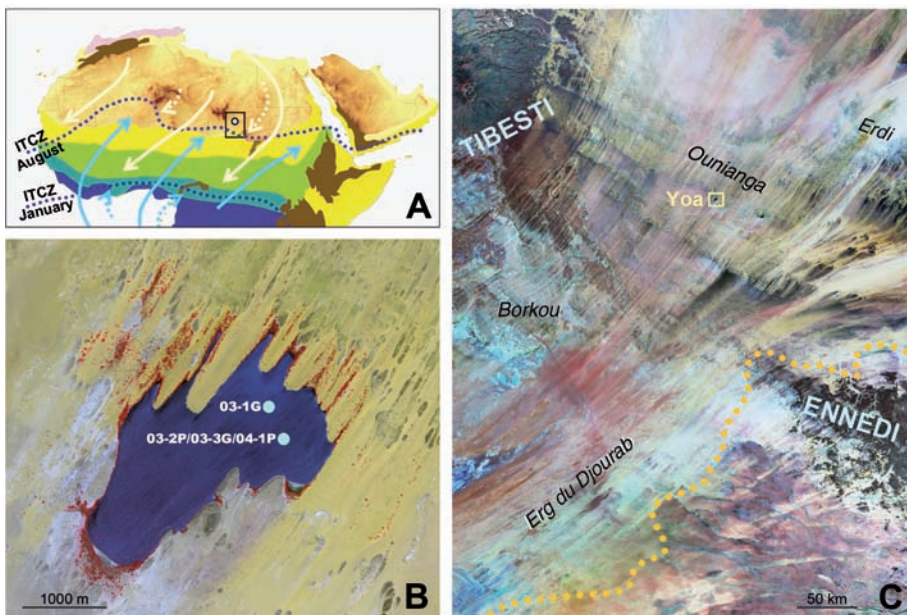 ITCZ
August
ITCZ
January
A
03-1G
03-2P/03-3G/04-1P
1000 m
B
TIBESTI
Erdi
Ounianga
Yoa
Borkou
ENNEDI
Erg du Djourab
50 km
C